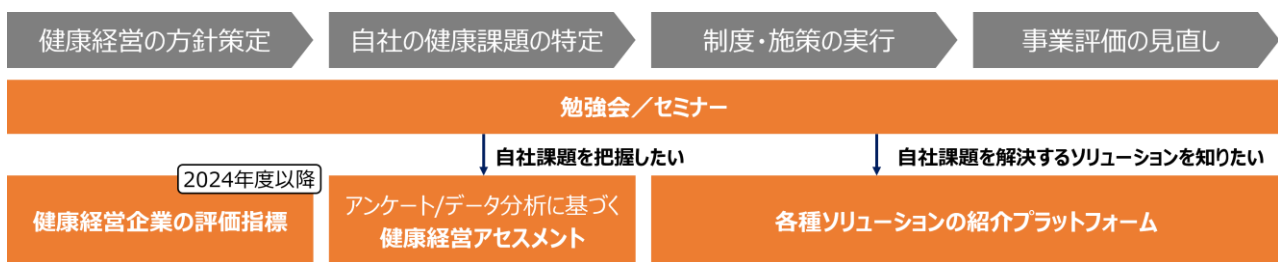 健康経営の方針策定
自社の健康課題の特定
制度・施策の実行
事業評価の見直し
勉強会／セミナー
自社課題を把握したい
自社課題を解決するソリューションを知りたい
2024年度以降
健康経営企業の評価指標
アンケート/データ分析に基づく
健康経営アセスメント
各種ソリューションの紹介プラットフォーム